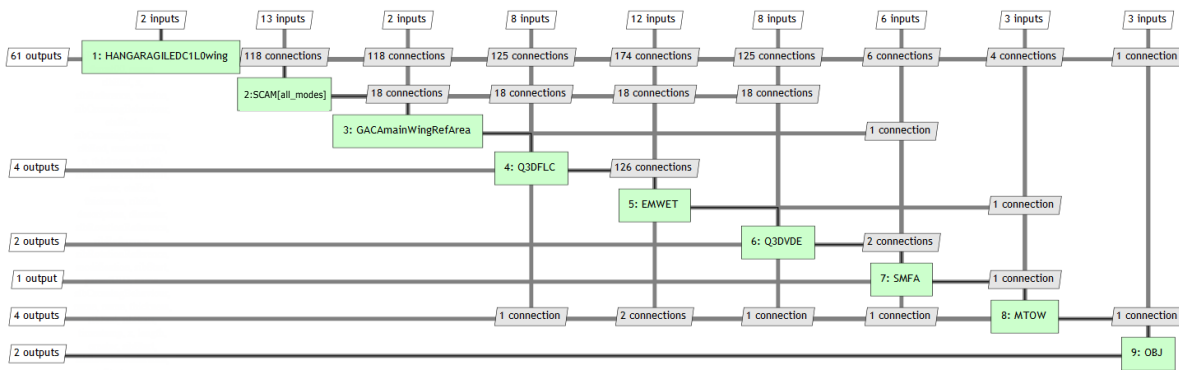 2 inputs
13 inputs
2 inputs
8 inputs
12 inputs
8 inputs
6 inputs
3 inputs
3 inputs
61 outputs
1: HANGARAGILEDC1L0wing
118 connections
118 connections
125 connections
174 connections
125 connections
6 connections
4 connections
1 connection
2:SCAM[all_modes]
18 connections
18 connections
18 connections
18 connections
3: GACAmainWingRefArea
1 connection
4 outputs
4: Q3DFLC
126 connections
5: EMWET
1 connection
2 outputs
6: Q3DVDE
2 connections
1 output
7: SMFA
1 connection
4 outputs
1 connection
2 connections
1 connection
1 connection
8: MTOW
1 connection
2 outputs
9: OBJ